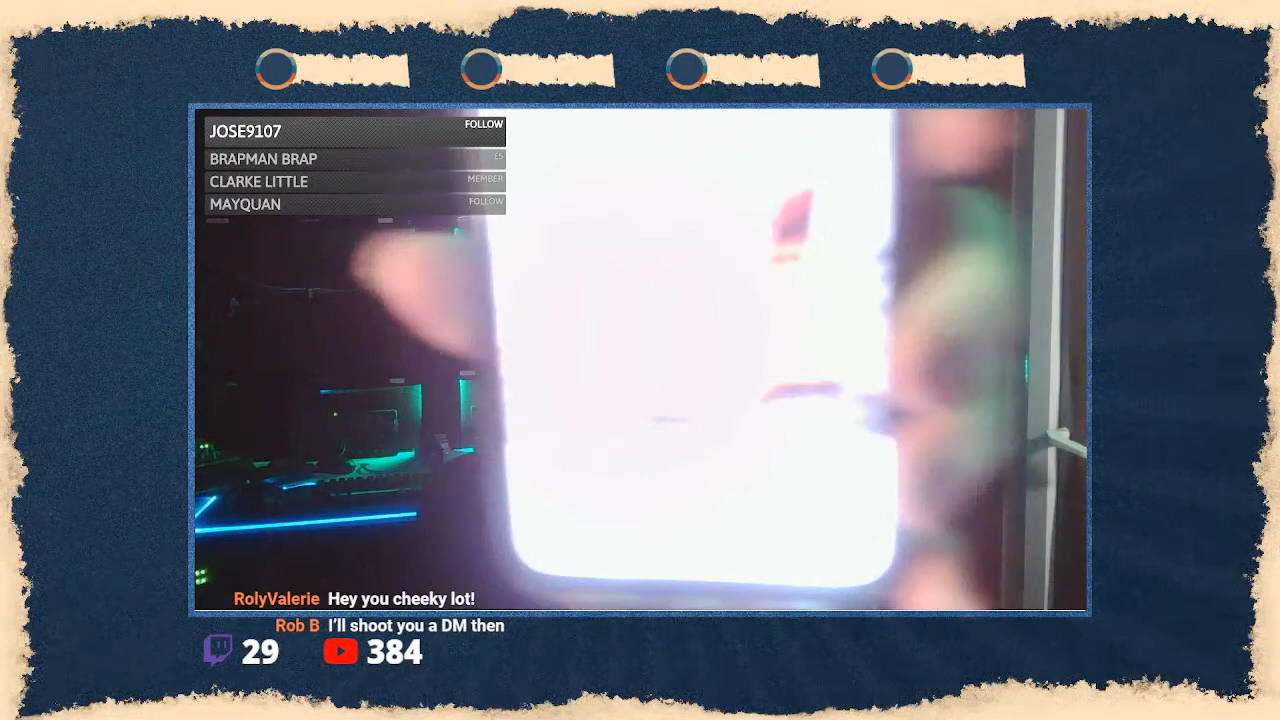 JOSE9107 FOLLOW
BRAPMAN BRAP £5
CLARKE LITTLE MEMBER
MAYQUAN FOLLOW
RolyValerie Hey you cheeky lot!
Rob B I'll shoot you a DM then
29 384